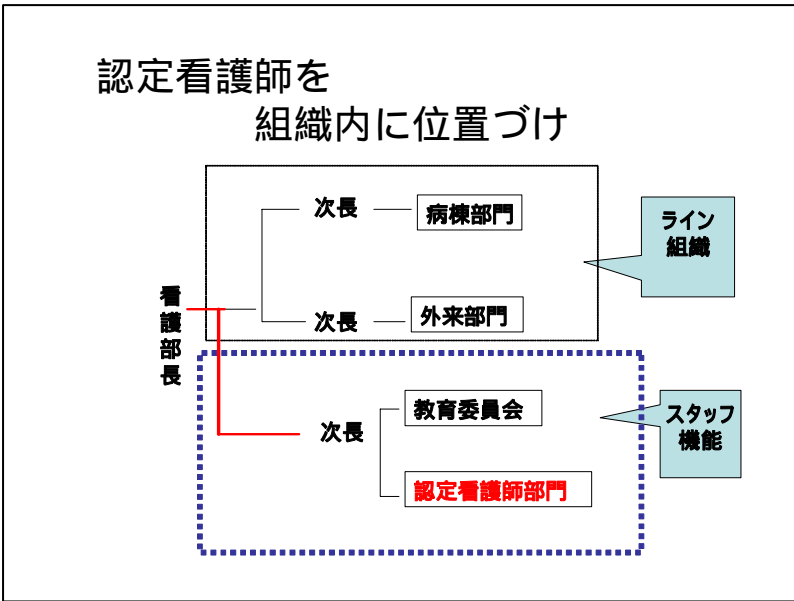 認定看護師を
組織内に位置づけ
次長
病棟部門
ライン
組織
看護部長
次長
外来部門
次長
教育委員会
スタッフ
機能
認定看護師部門